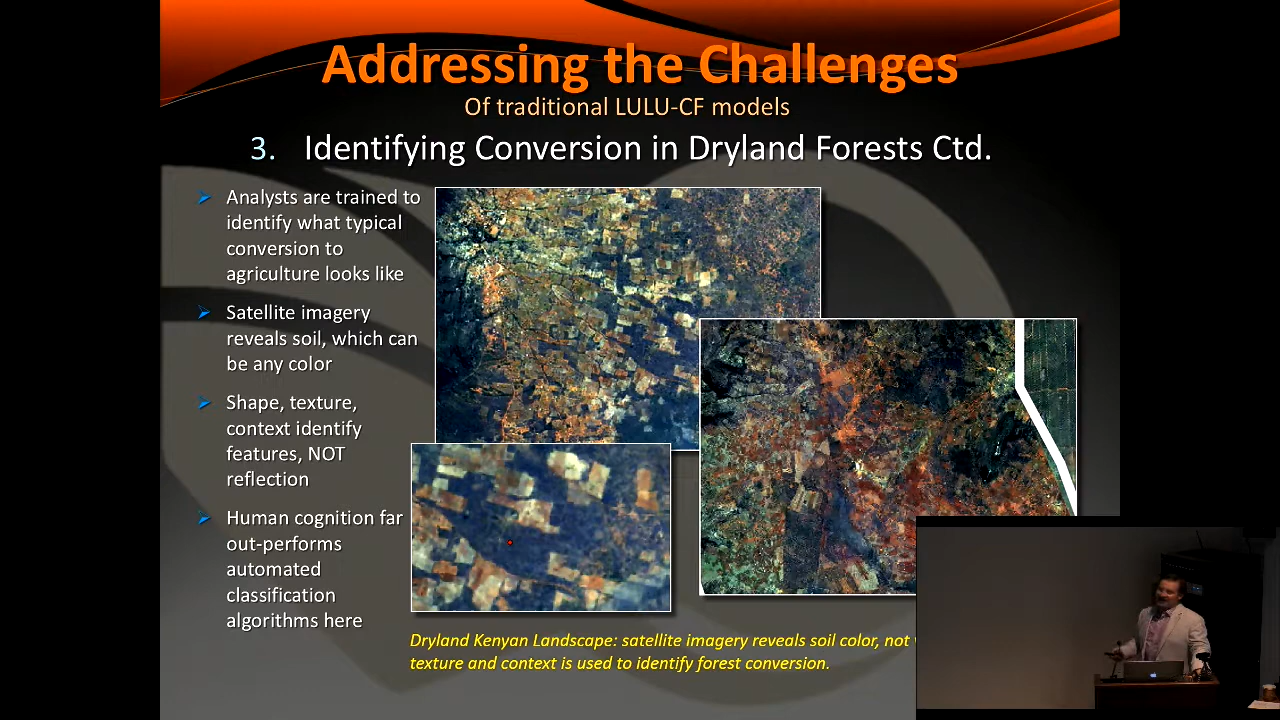 Addressing the Challenges
Of traditional LULU-CF models
3. Identifying Conversion in Dryland Forests Ctd.
Analysts are trained to
identify what typical
conversion to
agriculture looks like
Satellite imagery
reveals soil, which can
be any color
Shape, texture,
context identify
features, NOT
reflection
Human cognition far
out-performs
automated
classification
algorithms here
Dryland Kenyan Landscape: satellite imagery reveals soil color, not
texture and context is used to identify forest conversion.